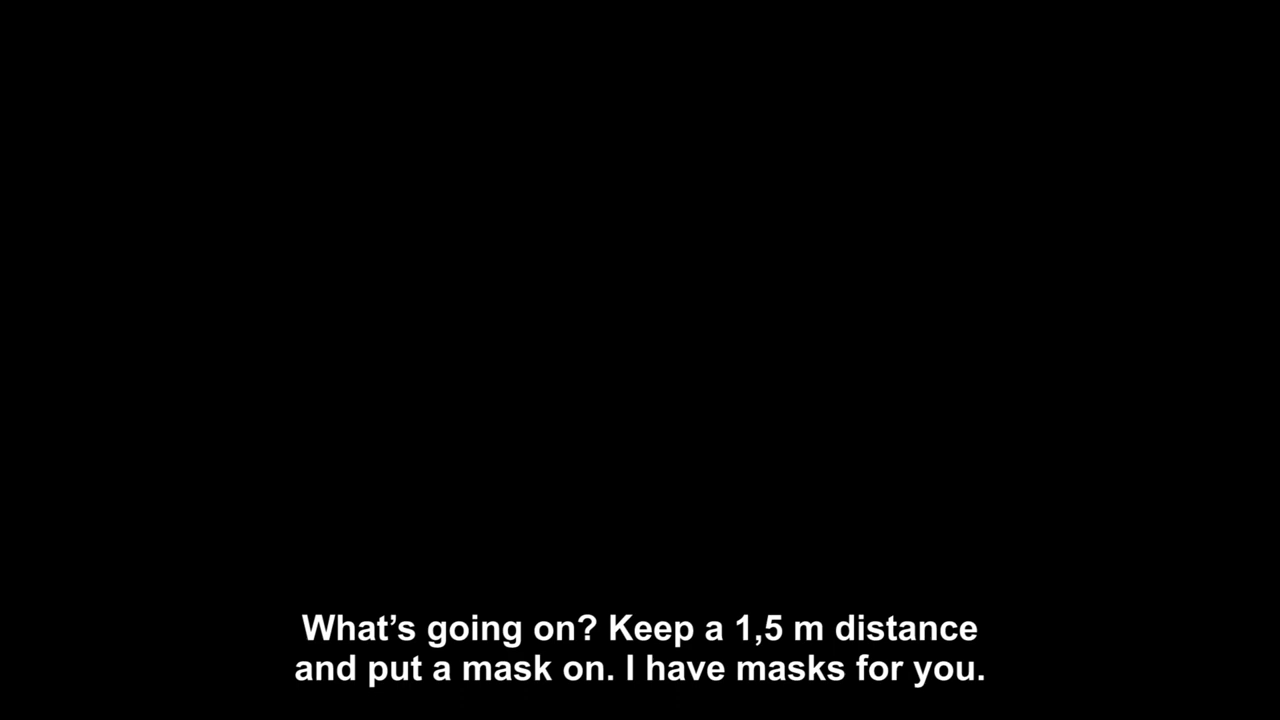 What’s going on? Keep a 1,5 m distance
and put a mask on. I have masks for you.